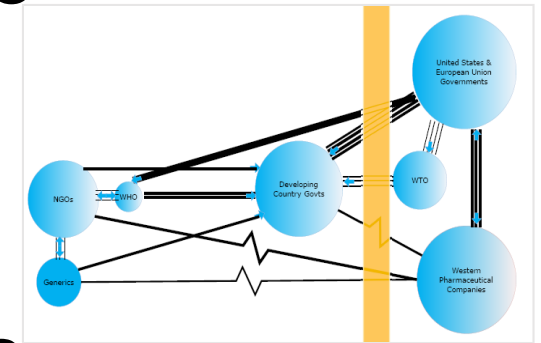 United States &
European Union
Governments
Developing
Country Govts
WTO
NGOs
WHO
Generics
Western
Pharmaceutical
Companies